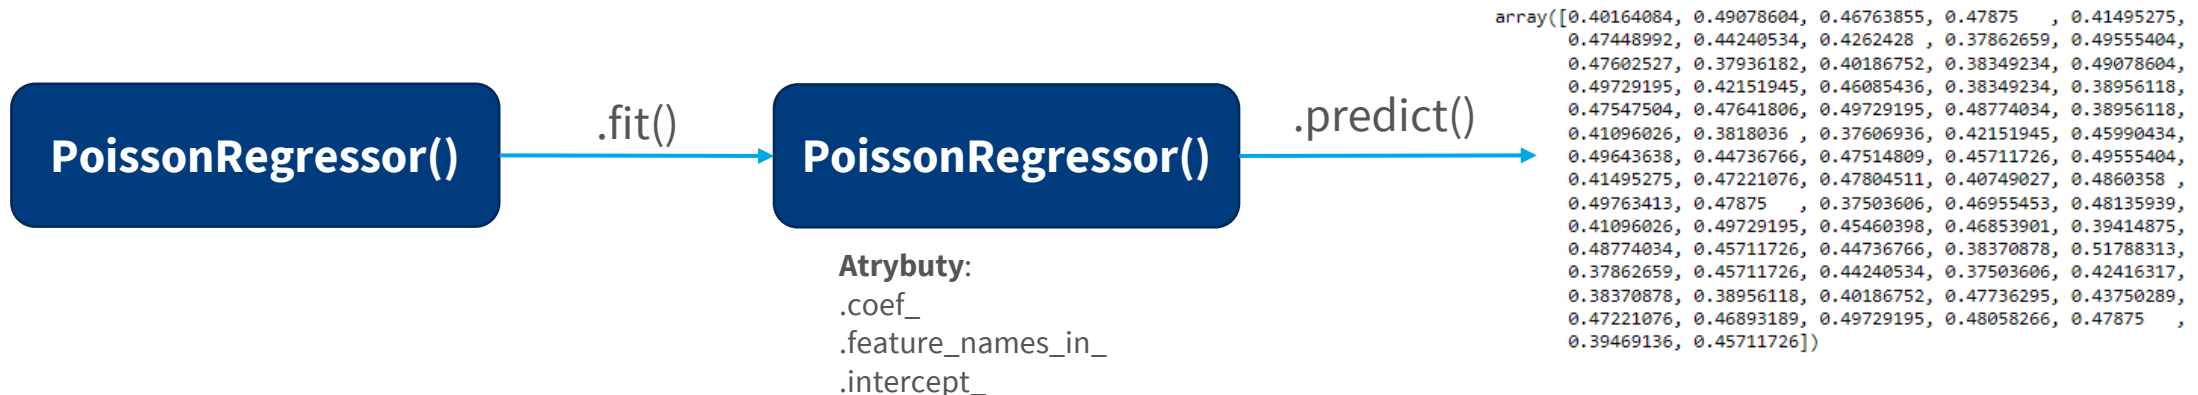 PoissonRegressor()
.fit()
PoissonRegressor()
Atrybuty:
.coef_
.feature_names_in_
.intercept_
.predict()
array([0.40164084, 0.49078604, 0.46763855, 0.47875   , 0.41495275,
0.47448992, 0.44240534, 0.4262428 , 0.37862659, 0.49555404,
0.47602527, 0.37936182, 0.40186752, 0.38349234, 0.49078604,
0.49729195, 0.42151945, 0.46085436, 0.38349234, 0.38956118,
0.47547504, 0.47641806, 0.49729195, 0.48774034, 0.38956118,
0.41096026, 0.3818036 , 0.37606936, 0.42151945, 0.45990434,
0.49643638, 0.44736766, 0.47514809, 0.45711726, 0.49555404,
0.41495275, 0.47221076, 0.47804511, 0.40749027, 0.4860358 ,
0.49763413, 0.47875   , 0.37503606, 0.46955453, 0.48135939,
0.41096026, 0.49729195, 0.45460398, 0.46853901, 0.39414875,
0.48774034, 0.45711726, 0.44736766, 0.38370878, 0.51788313,
0.37862659, 0.45711726, 0.44240534, 0.37503606, 0.42416317,
0.38370878, 0.38956118, 0.40186752, 0.47736295, 0.43750289,
0.47221076, 0.46893189, 0.49729195, 0.48058266, 0.47875   ,
0.39469136, 0.45711726])